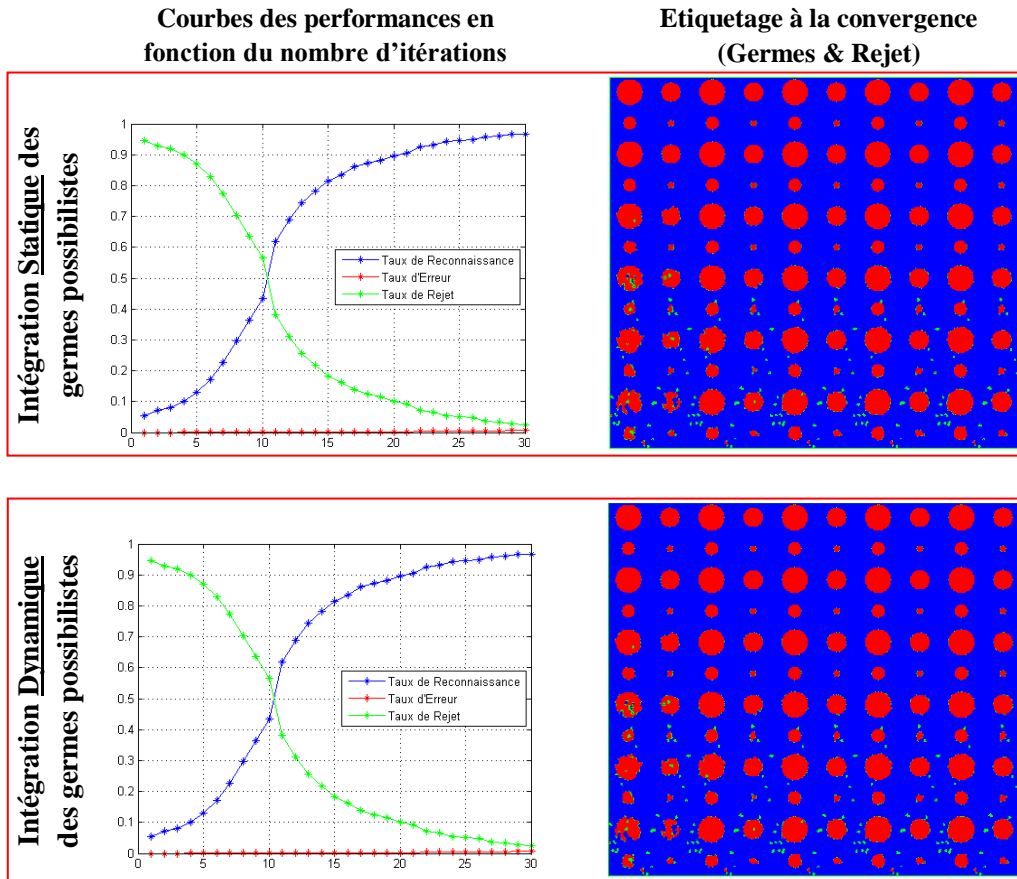 Courbes des performances en
fonction du nombre d'itérations
Etiquetage à la convergence
(Germes & Rejet)
Intégration Statique des
germes possibilistes
1
0.9
0.8
0.7
0.6
0.5
0.4
0.3
0.2
0.1
0
0 5 10 15 20 25 30
Taux de Reconnaissance
Taux d'Erreur
Taux de Rejet
Intégration Dynamique
des germes possibilistes
1
0.9
0.8
0.7
0.6
0.5
0.4
0.3
0.2
0.1
0
0 5 10 15 20 25 30
Taux de Reconnaissance
Taux d'Erreur
Taux de Rejet